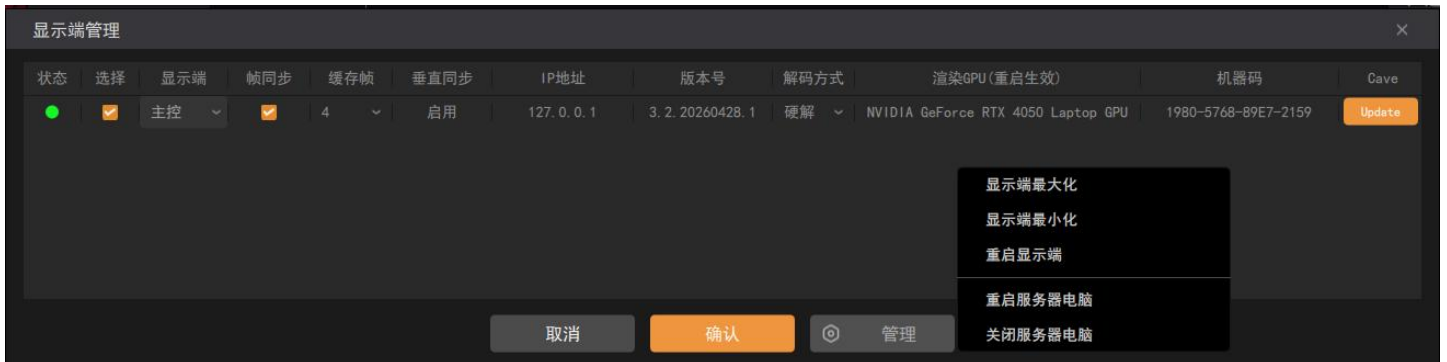 显示端管理
状态 选择 显示端 帧同步 缓存帧 垂直同步 IP地址 版本号 解码方式 渲染GPU(重启生效) 机器码 Cave
主控 4 启用 127.0.0.1 3.2.20260428.1 硬解 NVIDIA GeForce RTX 4050 Laptop GPU 1980-5768-89E7-2159 Update
显示端最大化
显示端最小化
重启显示端
重启服务器电脑
关闭服务器电脑
取消 确认 管理